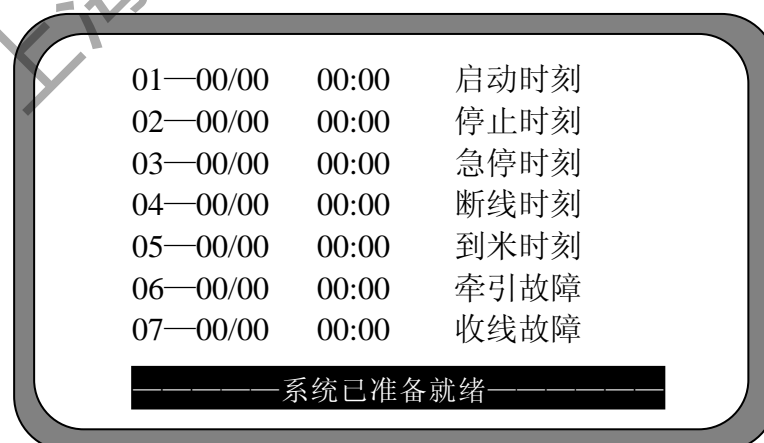 01—00/00 00:00 启动时刻
02—00/00 00:00 停止时刻
03—00/00 00:00 急停时刻
04—00/00 00:00 断线时刻
05—00/00 00:00 到米时刻
06—00/00 00:00 牵引故障
07—00/00 00:00 收线故障
—————系统已准备就绪——————